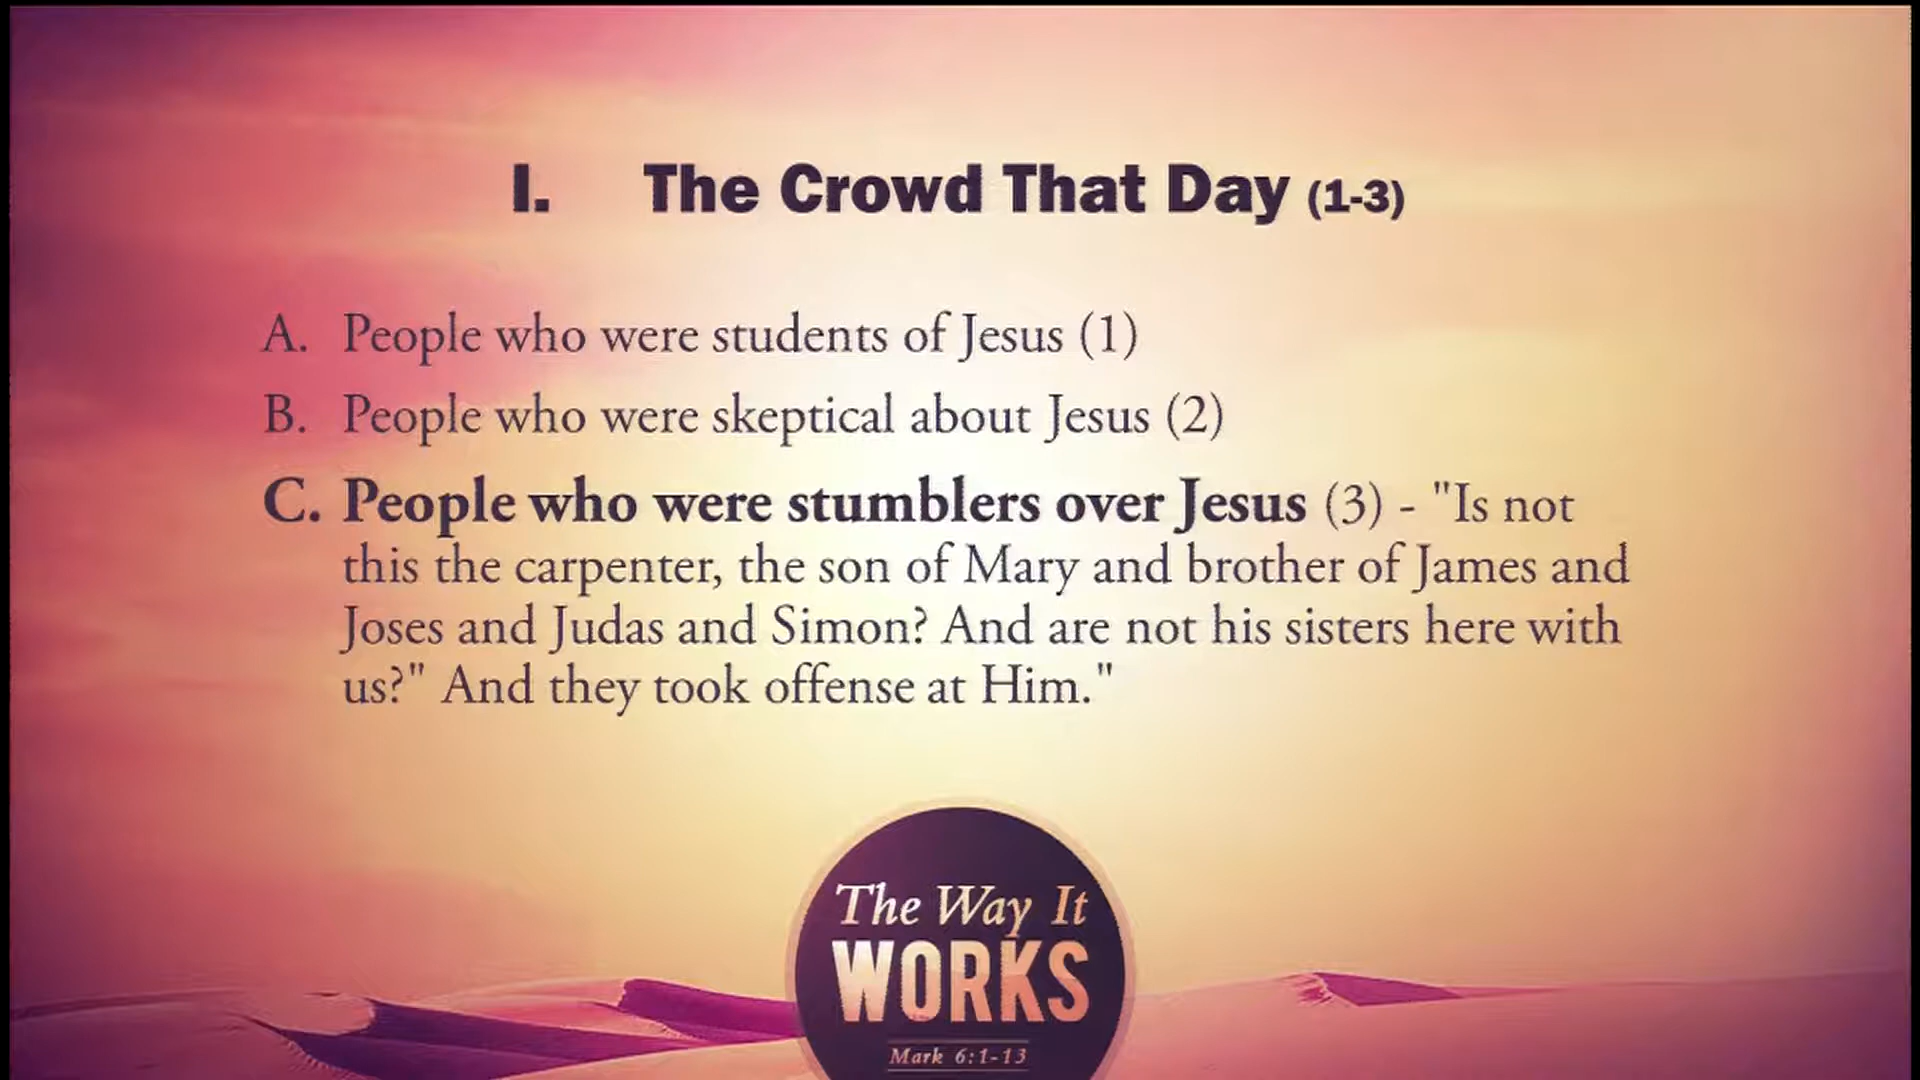 I. The Crowd That Day (1-3)
A. People who were students of Jesus (1)
B. People who were skeptical about Jesus (2)
C. People who were stumblers over Jesus (3) - "Is not
this the carpenter, the son of Mary and brother of James and
Joses and Judas and Simon? And are not his sisters here with
us?" And they took offense at Him."
The Way It
WORKS
Mark 6:1-13